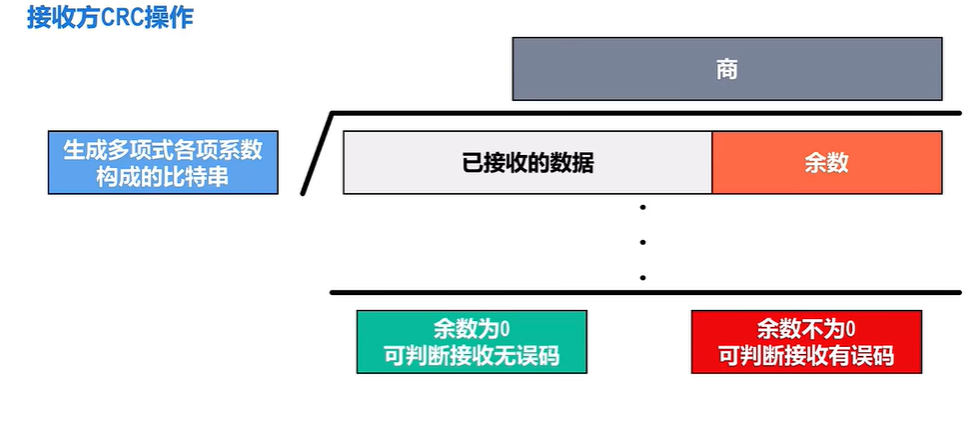 接收方CRC操作
商
生成多项式各项系数
构成的比特串
已接收的数据
余数
余数为0
可判断接收无误码
余数不为0
可判断接收有误码